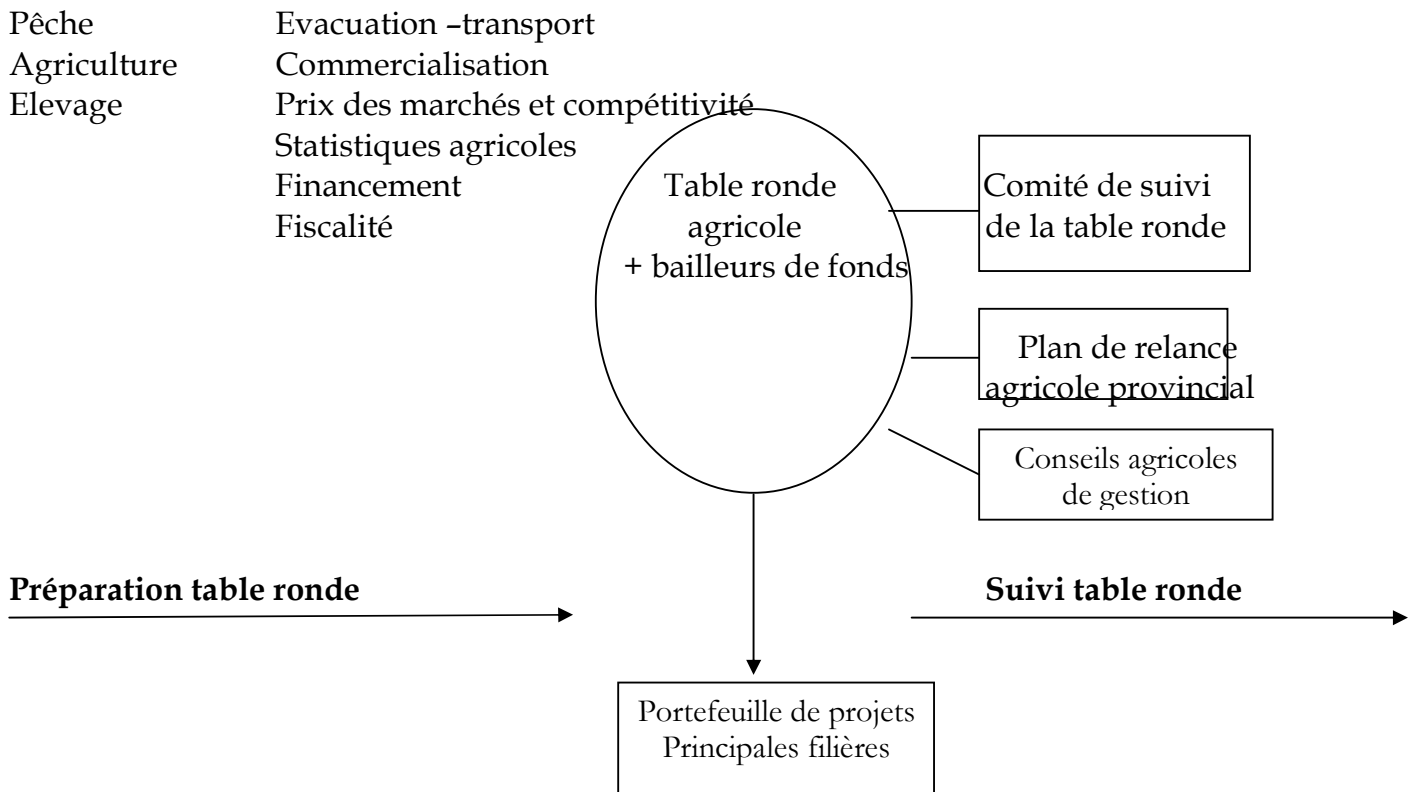 Pêche Evacuation –transport
Agriculture Commercialisation
Elevage Prix des marchés et compétitivité
Statistiques agricoles
Financement
Fiscalité
Table ronde
agricole
+ bailleurs de fonds
Comité de suivi
de la table ronde
Plan de relance
agricole provincial
Conseils agricoles
de gestion
Préparation table ronde
Suivi table ronde
Portefeuille de projets
Principales filières